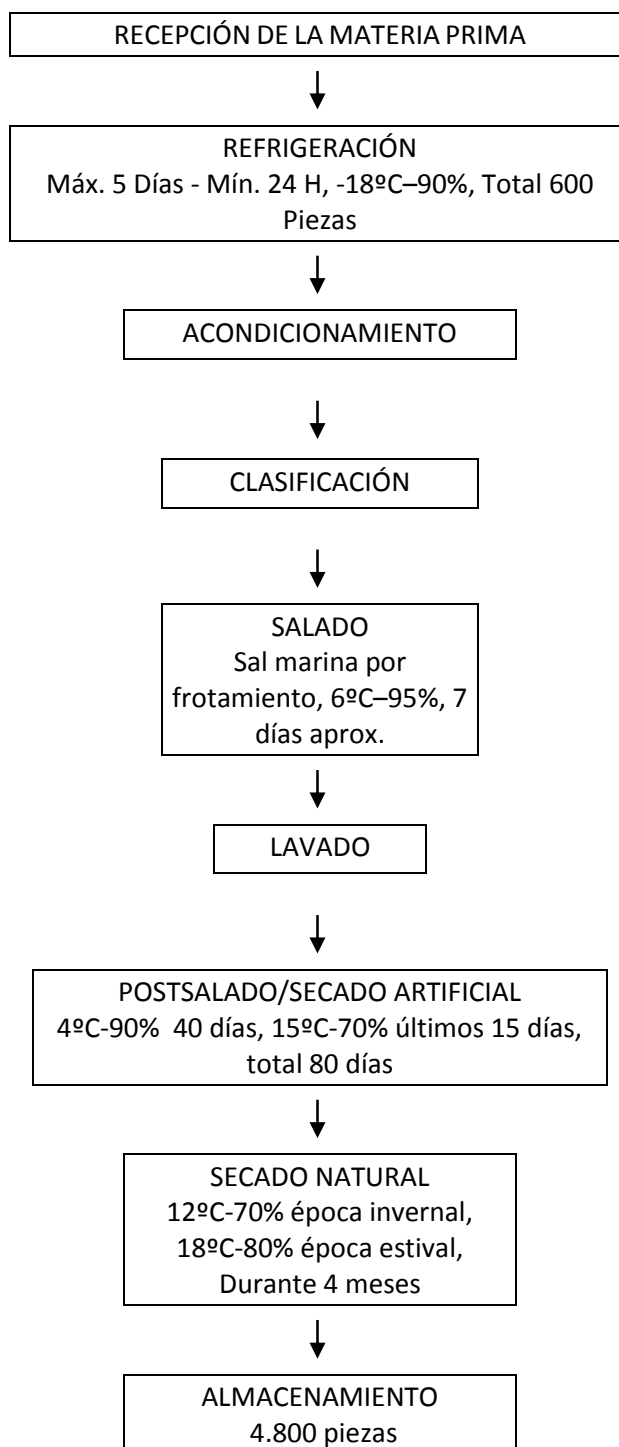 RECEPCIÓN DE LA MATERIA PRIMA
REFRIGERACIÓN
Máx. 5 Días - Mín. 24 H, -18ºC–90%, Total 600
Piezas
ACONDICIONAMIENTO
CLASIFICACIÓN
SALADO
Sal marina por
frotamiento, 6ºC–95%, 7
días aprox.
LAVADO
POSTSALADO/SECADO ARTIFICIAL
4ºC-90%  40 días, 15ºC-70% últimos 15 días,
total 80 días
SECADO NATURAL
12ºC-70% época invernal,
18ºC-80% época estival,
Durante 4 meses
ALMACENAMIENTO
4.800 piezas